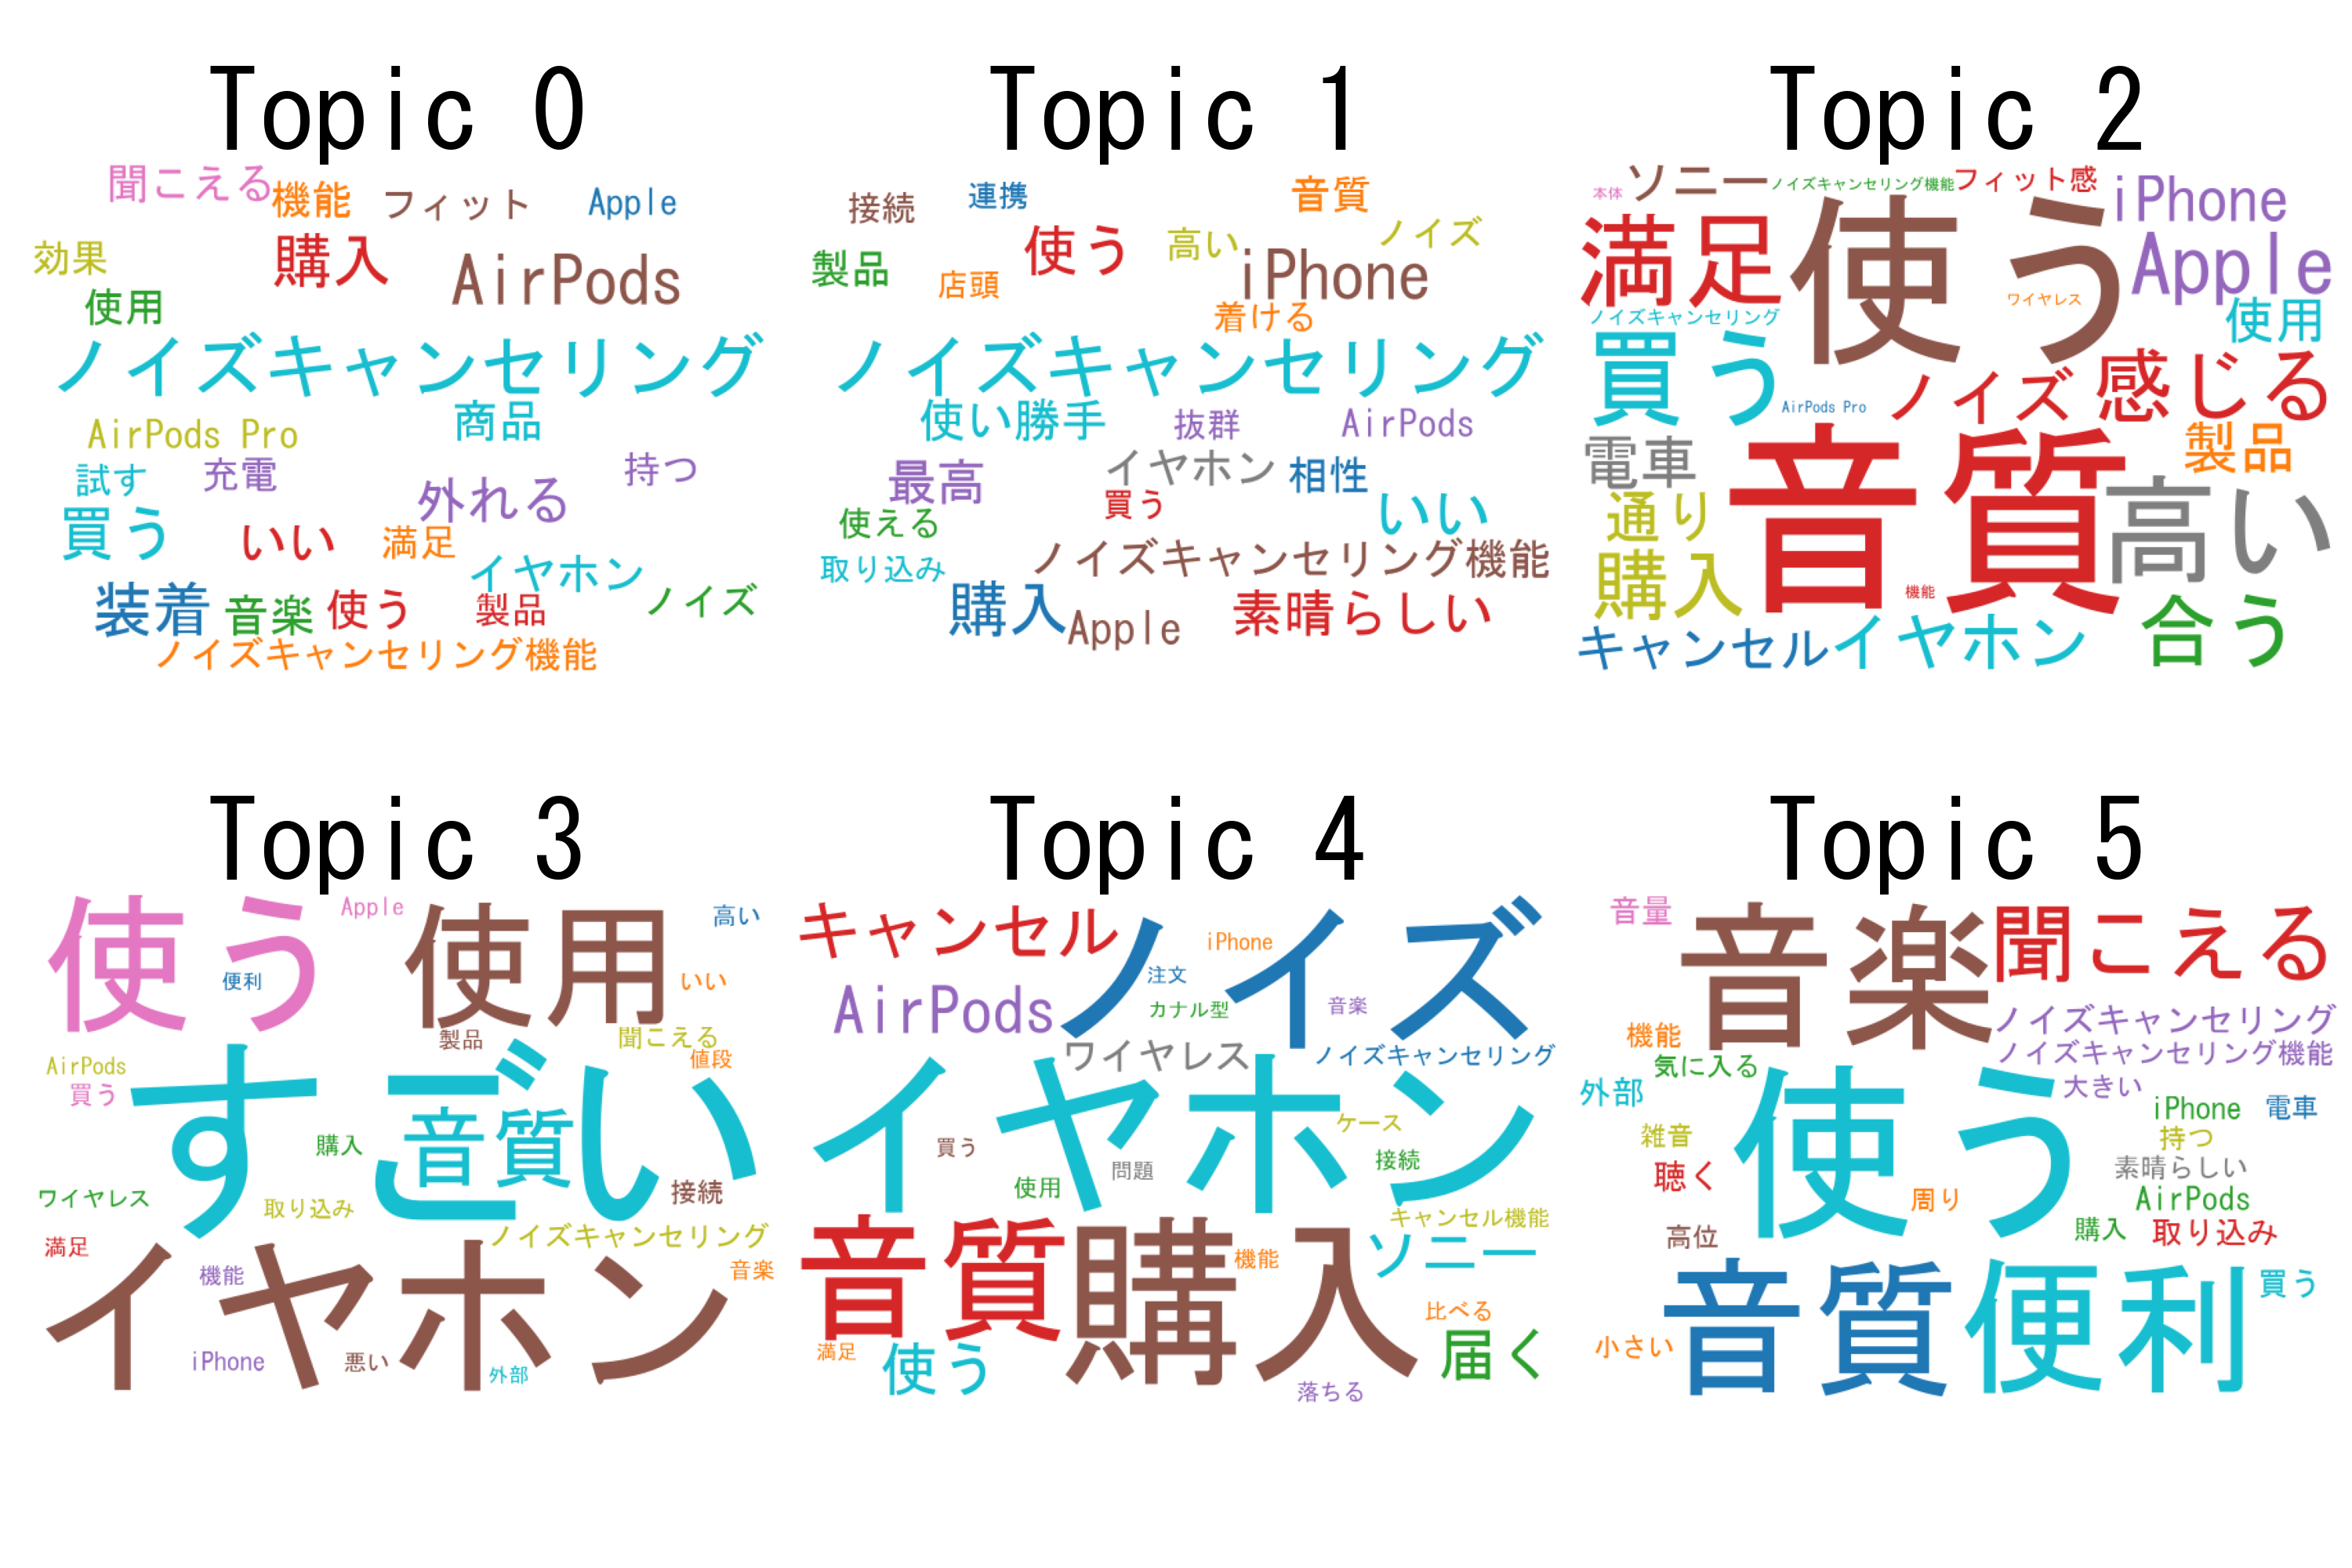 Topic 0
聞こえる
機能
フィット
Apple
効果
購入
AirPods
使用
ノイズキャンセリング
AirPods Pro
商品
試す
充電
外れる
持つ
買う
いい
満足
イヤホン
装着
音楽
使う
製品
ノイズ
ノイズキャンセリング機能
Topic 1
接続
連携
音質
製品
使う
高い
ノイズ
店頭
iPhone
着ける
ノイズキャンセリング
使い勝手
抜群
AirPods
最高
イヤホン
相性
買う
いい
使える
取り込み
ノイズキャンセリング機能
購入
Apple
素晴らしい
Topic 2
本体
ソニー
ノイズキャンセリング機能
フィット感
iPhone
満足
使う
Apple
ワイヤレス
ノイズキャンセリング
使用
買う
AirPods Pro
ノイズ
感じる
電車
音質
製品
通り
高い
購入
機能
キャンセル
イヤホン
合う
Topic 3
使う
Apple
使用
高い
便利
いい
製品
聞こえる
AirPods
値段
買う
すごい
音質
購入
ワイヤレス
取り込み
接続
満足
ノイズキャンセリング
機能
イヤホン
音楽
iPhone
悪い
外部
Topic 4
キャンセル
ノイズ
iPhone
注文
AirPods
カナル型
音楽
ワイヤレス
ノイズキャンセリング
イヤホン
ケース
買う
接続
使用
問題
キャンセル機能
音質
購入
機能
ソニー
比べる
満足
使う
届く
落ちる
Topic 5
音量
音楽
聞こえる
機能
ノイズキャンセリング
気に入る
ノイズキャンセリング機能
外部
大きい
使う
iPhone
電車
雑音
持つ
聴く
素晴らしい
周り
AirPods
高位
購入
取り込み
音質
便利
買う
小さい